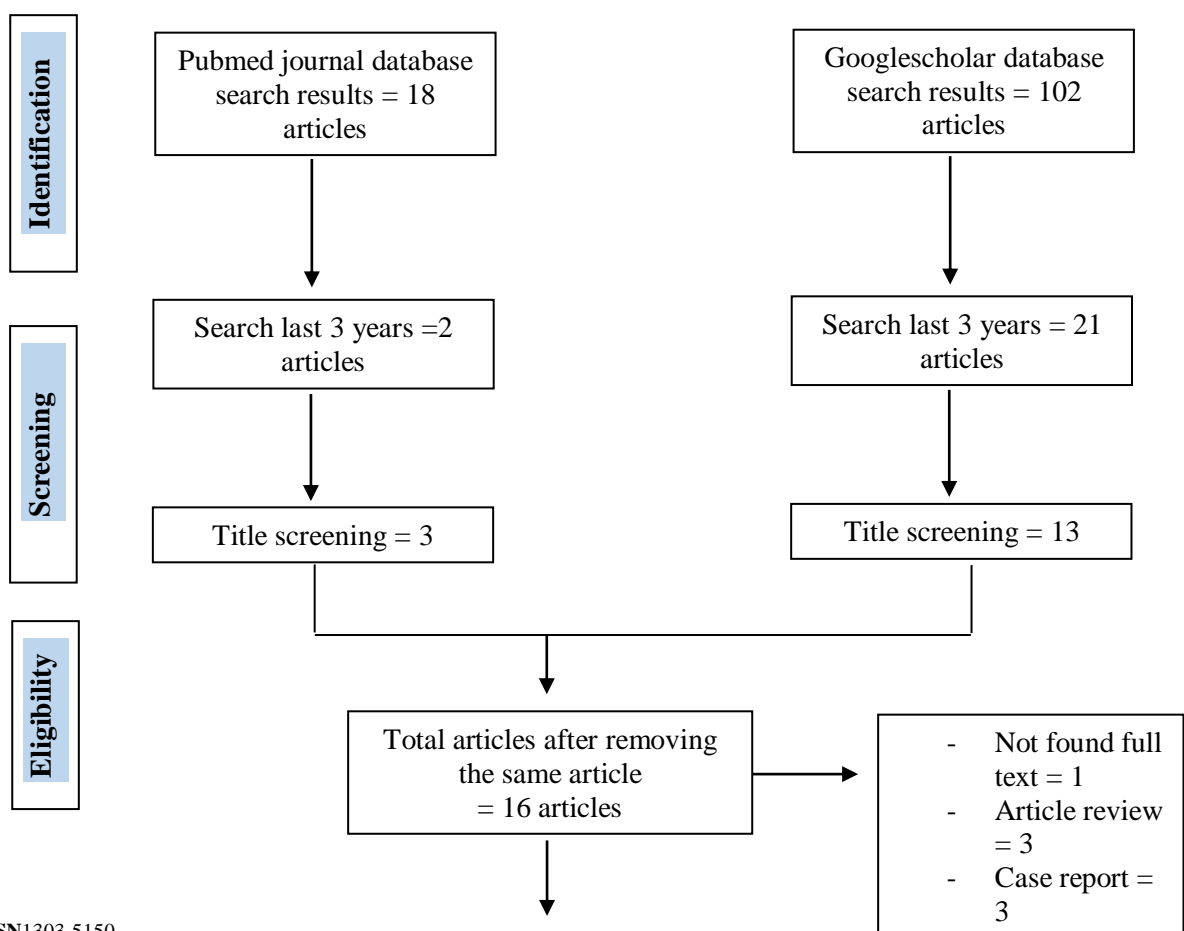 Identification
Pubmed journal database
search results = 18
articles
Googlescholar database
search results = 102
articles
Screening
Search last 3 years =2
articles
Search last 3 years = 21
articles
Title screening = 3
Title screening = 13
Eligibility
Total articles after removing
the same article
= 16 articles
- Not found full
text = 1
- Article review
= 3
- Case report =
3